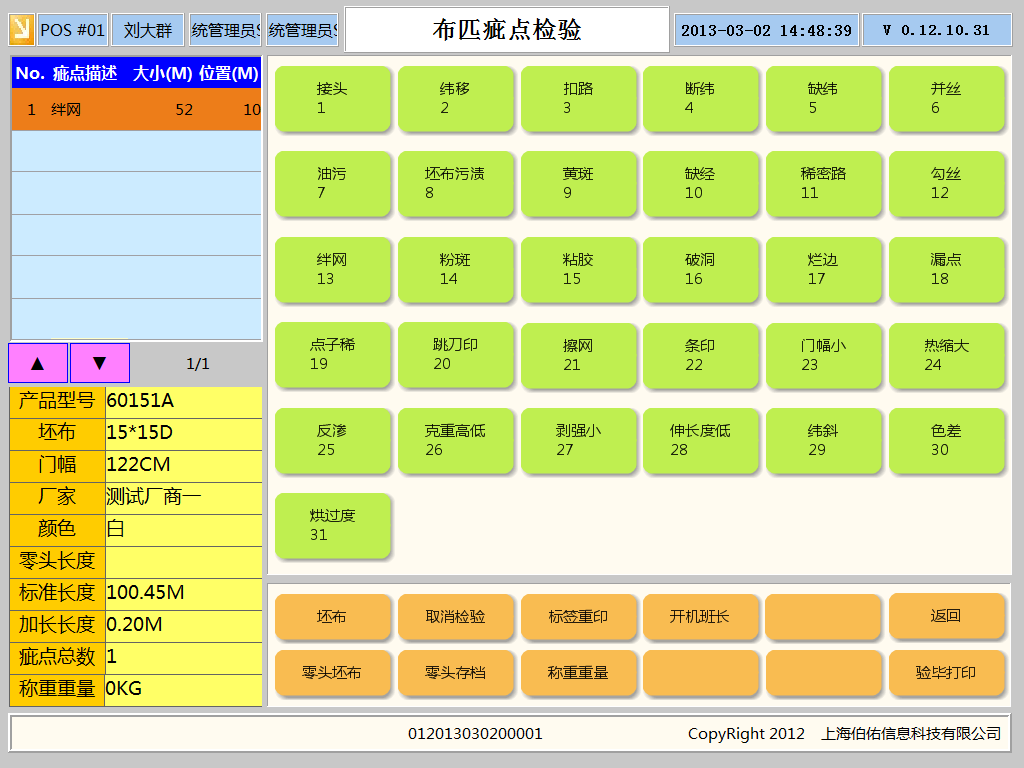 POS #01 刘大群 统管理员S 统管理员S 布匹疵点检验 2013-03-02 14:48:39 V 0.12.10.31
No. 疵点描述 大小(M) 位置(M)
1 绊网 52 10
▲ ▼ 1/1
产品型号 60151A
坯布 15*15D
门幅 122CM
厂家 测试厂商一
颜色 白
零头长度
标准长度 100.45M
加长长度 0.20M
疵点总数 1
称重重量 0KG
接头
1
纬移
2
扣路
3
断纬
4
缺纬
5
并丝
6
油污
7
坯布污渍
8
黄斑
9
缺经
10
稀密路
11
勾丝
12
绊网
13
粉斑
14
粘胶
15
破洞
16
烂边
17
漏点
18
点子稀
19
跳刀印
20
擦网
21
条印
22
门幅小
23
热缩大
24
反渗
25
克重高低
26
剥强小
27
伸长度低
28
纬斜
29
色差
30
烘过度
31
坯布 取消检验 标签重印 开机班长 返回
零头坯布 零头存档 称重重量 验毕打印
012013030200001 CopyRight 2012 上海伯佑信息科技有限公司